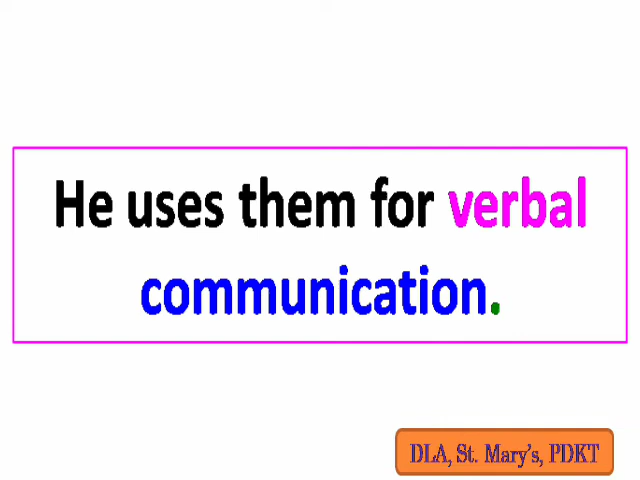 He uses them for verbal
communication.
DLA, St. Mary's, PDKT